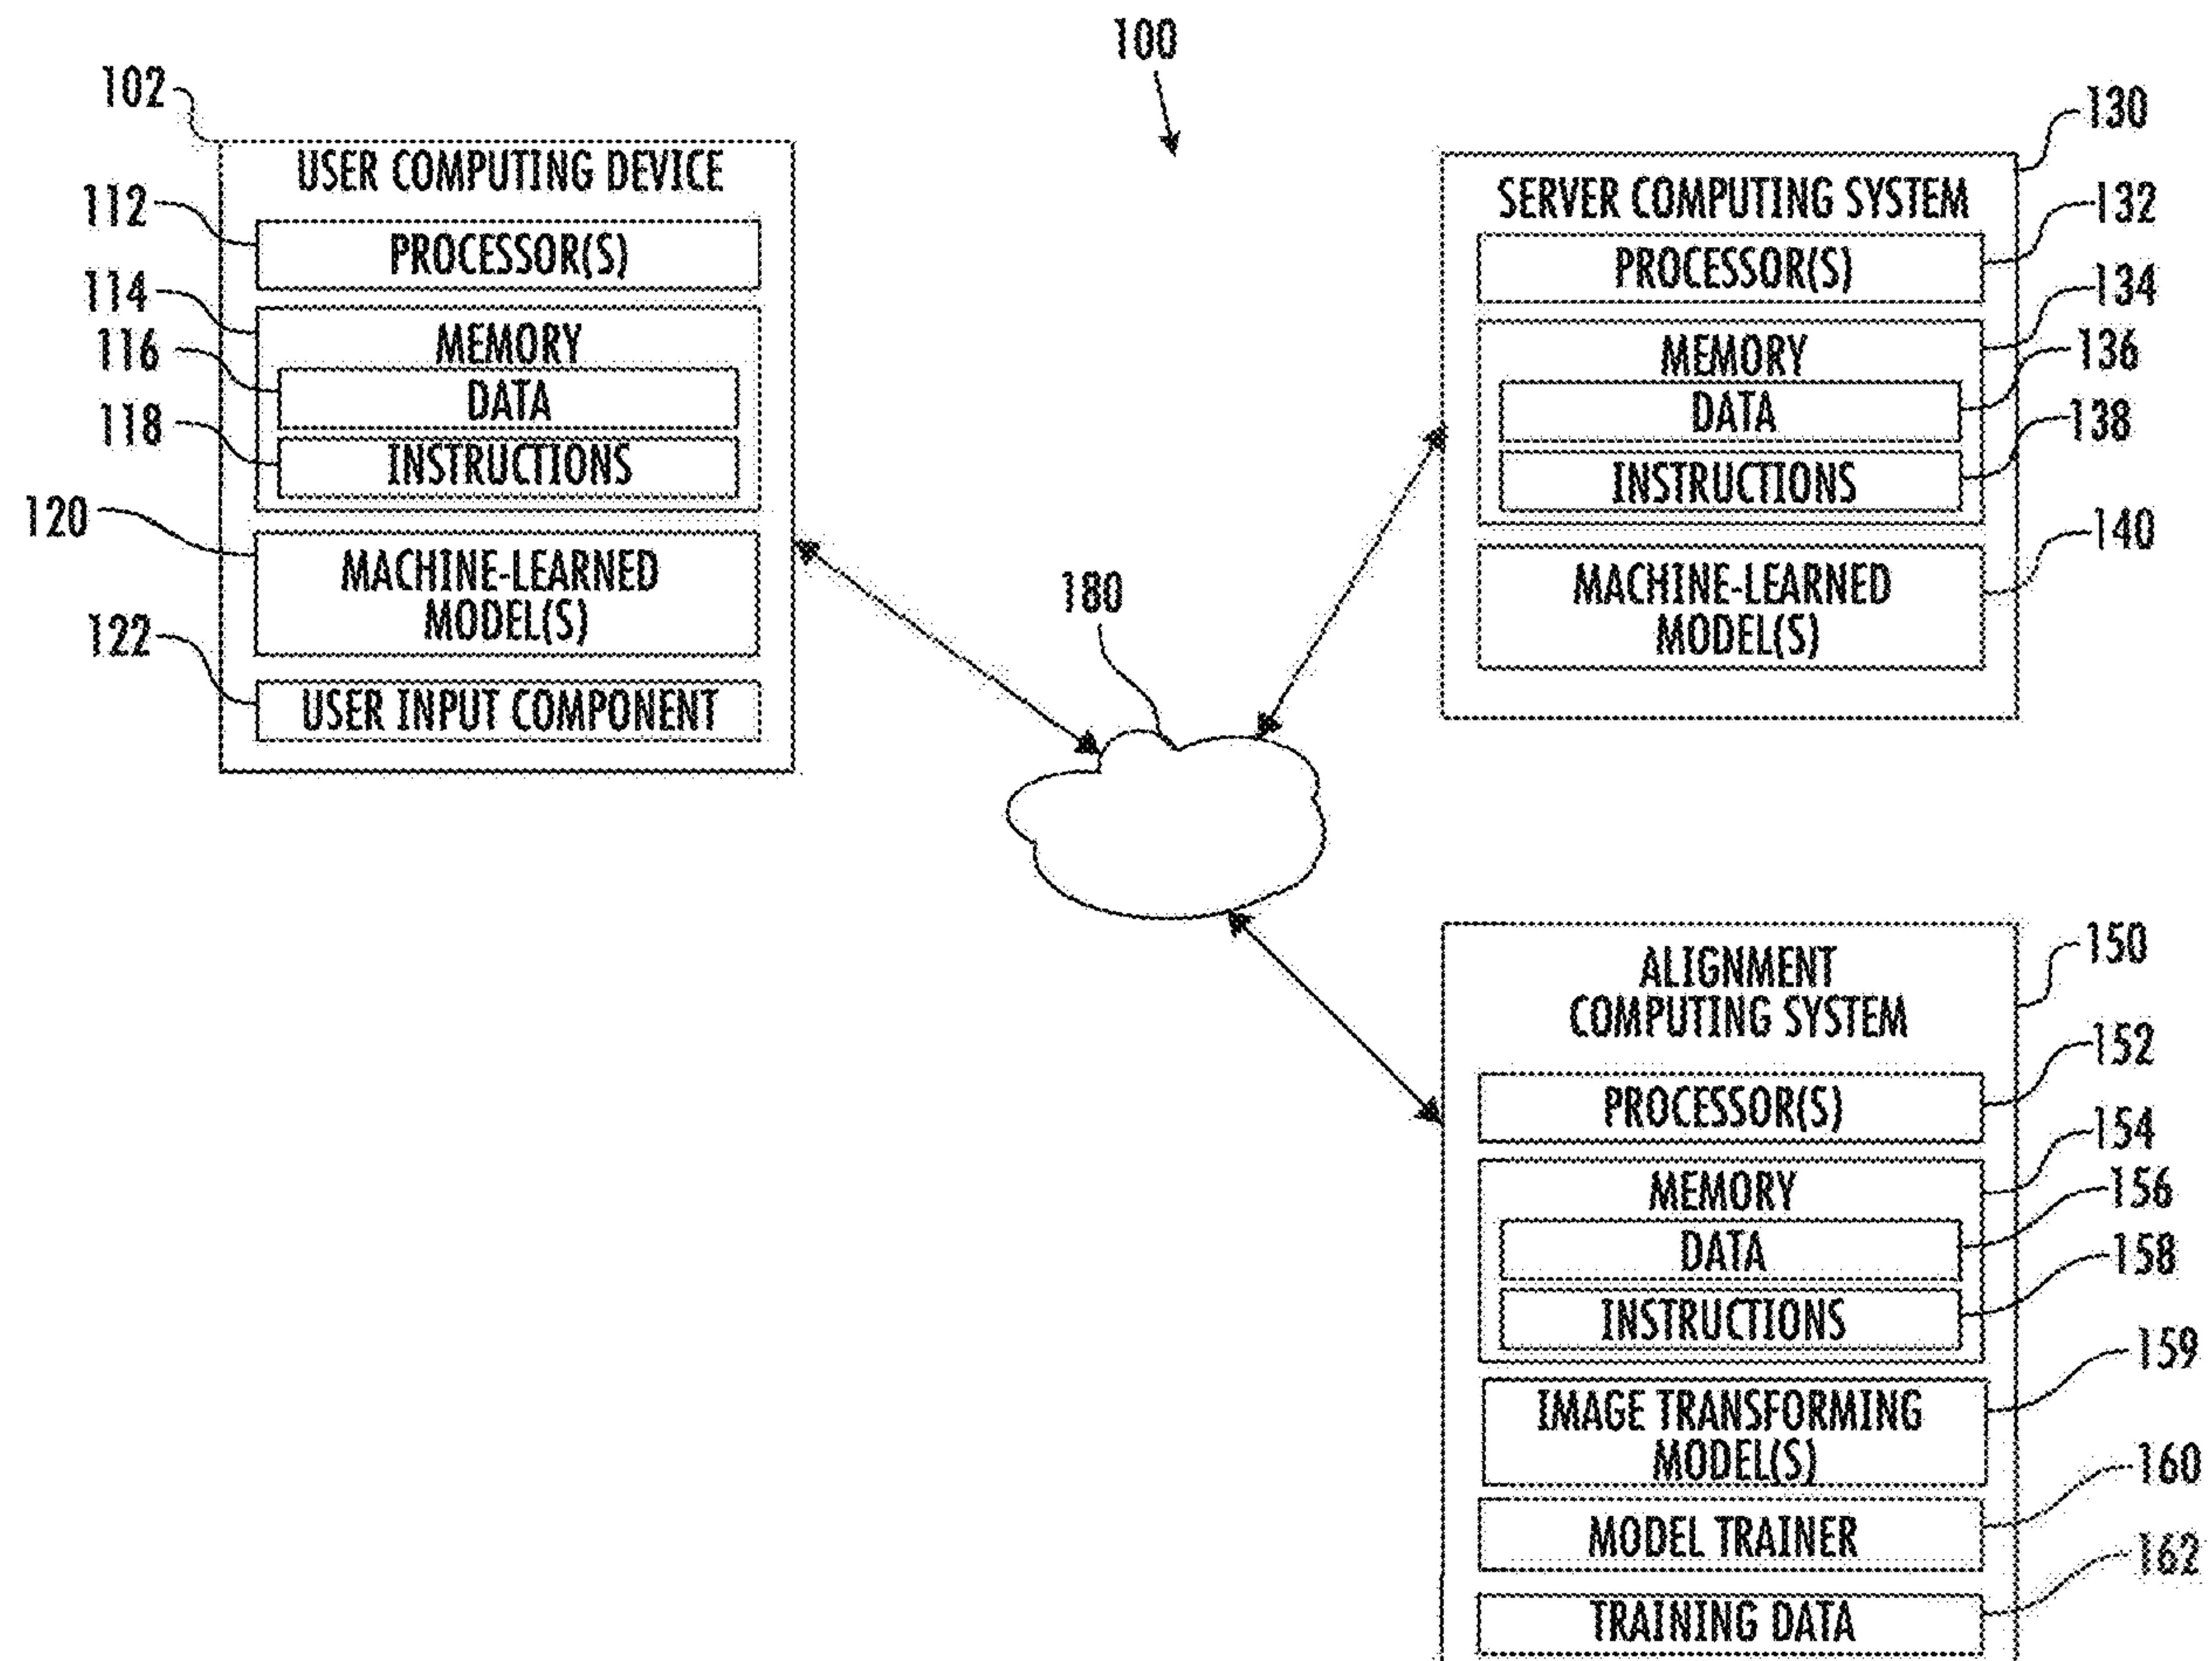 100
102
USER COMPUTING DEVICE
112
PROCESSOR(S)
114
MEMORY
116
DATA
118
INSTRUCTIONS
120
MACHINE-LEARNED
MODEL(S)
122
USER INPUT COMPONENT
180
130
SERVER COMPUTING SYSTEM
132
PROCESSOR(S)
134
MEMORY
136
DATA
138
INSTRUCTIONS
140
MACHINE-LEARNED
MODEL(S)
150
ALIGNMENT
COMPUTING SYSTEM
152
PROCESSOR(S)
154
MEMORY
156
DATA
158
INSTRUCTIONS
159
IMAGE TRANSFORMING
MODEL(S)
160
MODEL TRAINER
162
TRAINING DATA